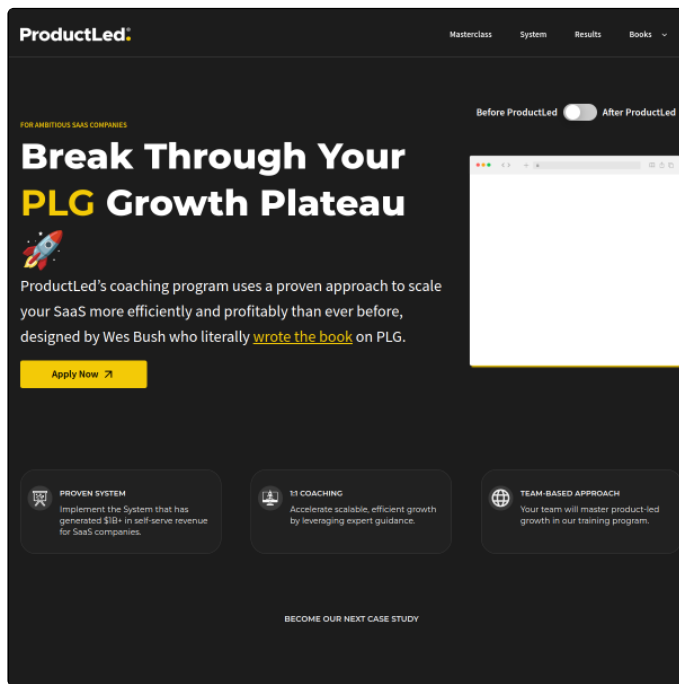 ProductLed
Masterclass System Results Books
Before ProductLed After ProductLed
FOR AMBITIOUS SAAS COMPANIES
Break Through Your
PLG Growth Plateau
🚀
ProductLed’s coaching program uses a proven approach to scale
your SaaS more efficiently and profitably than ever before,
designed by Wes Bush who literally wrote the book on PLG.
Apply Now
PROVEN SYSTEM
Implement the System that has
generated $1B+ in self-serve revenue
for SaaS companies.
1:1 COACHING
Accelerate scalable, efficient growth
by leveraging expert guidance.
TEAM-BASED APPROACH
Your team will master product-led
growth in our training program.
BECOME OUR NEXT CASE STUDY